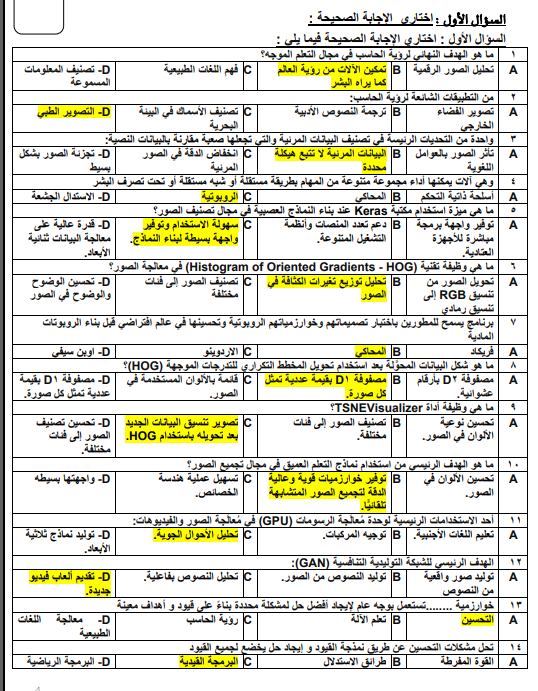 السؤال الأول : اختاري الاجابة الصحيحة :
السؤال الأول : اختاري الإجابة الصحيحة فيما يلي :
١ ما هو الهدف النهائي لرؤية الحاسب في مجال التعلم الموجه؟
A تحليل الصور الرقمية B تمكين الآلات من رؤية العالم C فهم اللغات الطبيعية D- تصنيف المعلومات
كما يراه البشر المسموعة
٢ من التطبيقات الشائعة لرؤية الحاسب:
A تصوير الفضاء B ترجمة النصوص الأدبية C تصنيف الأسماك في البيئة D- التصوير الطبي
الخارجي البحرية
٣ واحدة من التحديات الرئيسة في تصنيف البيانات المرئية والتي تجعلها صعبة مقارنة بالبيانات النصية:
A تأثر الصور بالعوامل B البيانات المرئية لا تتبع هيكلة C انخفاض الدقة في الصور D- تجزئة الصور بشكل
اللغوية محددة المرئية بسيط
٤ وهي آلات يمكنها أداء مجموعة متنوعة من المهام بطريقة مستقلة أو شبه مستقلة أو تحت تصرف البشر
A أسلحة ذاتية التحكم B المحاكي C الروبوتية D- الاستدلال الجشعة
٥ ما هي ميزة استخدام مكتبة Keras عند بناء النماذج العصبية في مجال تصنيف الصور؟
A توفير واجهة برمجة B دعم تعدد المنصات وأنظمة C سهولة الاستخدام وتوفير D- قدرة عالية على
مباشرة للأجهزة التشغيل المتنوعة. واجهة بسيطة لبناء النماذج. معالجة البيانات ثنائية
العتادية. الأبعاد.
٦ ما هي وظيفة تقنية (Histogram of Oriented Gradients - HOG) في معالجة الصور؟
A تحويل الصور من B تحليل توزيع تغيرات الكثافة في C تصنيف الصور إلى فئات D- تحسين الوضوح
تنسيق RGB إلى الصور مختلفة والوضوح في الصور
تنسيق رمادي
٧ برنامج يسمح للمطورين باختبار تصميماتهم وخوارزمياتهم الروبوتية وتحسينها في عالم افتراضي قبل بناء الروبوتات
المادية
A فريكاد B المحاكي C الاردوينو D- اوبن سيفي
٨ ما هو شكل البيانات المحوّلة بعد استخدام تحويل المخطط التكراري للتدرجات الموجهة (HOG)؟
A مصفوفة D٢ بأرقام B مصفوفة D١ بقيمة عددية تمثل C قائمة بالألوان المستخدمة في D- مصفوفة D١ بقيمة
عشوائية. كل صورة. الصور. عددية تمثل كل صورة.
٩ ما هي وظيفة أداة TSNEVisualizer؟
A تحسين نوعية B تصنيف الصور إلى فئات C تصوير تنسيق البيانات الجديد D- تحسين تصنيف
الألوان في الصور. مختلفة. بعد تحويله باستخدام HOG. الصور إلى فئات
مختلفة.
١٠ ما هو الهدف الرئيسي من استخدام نماذج التعلم العميق في مجال تجميع الصور؟
A تحسين الألوان في B توفير خوارزميات قوية وعالية C تسهيل عملية هندسة D- واجهتها بسيطه
الصور. الدقة لتجميع الصور المتشابهة الخصائص.
تلقائيًا.
١١ أحد الاستخدامات الرئيسية لوحدة مُعالجة الرسومات (GPU) في مُعالجة الصور والفيديوهات:
A تعليم اللغات الأجنبية. B توجيه المركبات. C تحليل الأحوال الجوية. D- توليد نماذج ثلاثية
الأبعاد.
١٢ الهدف الرئيسي للشبكة التوليدية التنافسية (GAN):
A توليد صور واقعية B توليد النصوص من الصور. C تحليل النصوص بفاعلية. D- تقديم ألعاب فيديو
من النصوص جديدة.
١٣ خوارزمية ........تستعمل بوجه عام لإيجاد أفضل حل لمشكلة محددة بناءً على قيود و أهداف معينة
A التحسين B تعلم الآلة C رؤية الحاسب D- معالجة اللغات
الطبيعية
١٤ تحل مشكلات التحسين عن طريق نمذجة القيود و إيجاد حل يخضع لجميع القيود
A القوة المفرطة B طرائق الاستدلال C البرمجة القيدية D- البرمجة الرياضية